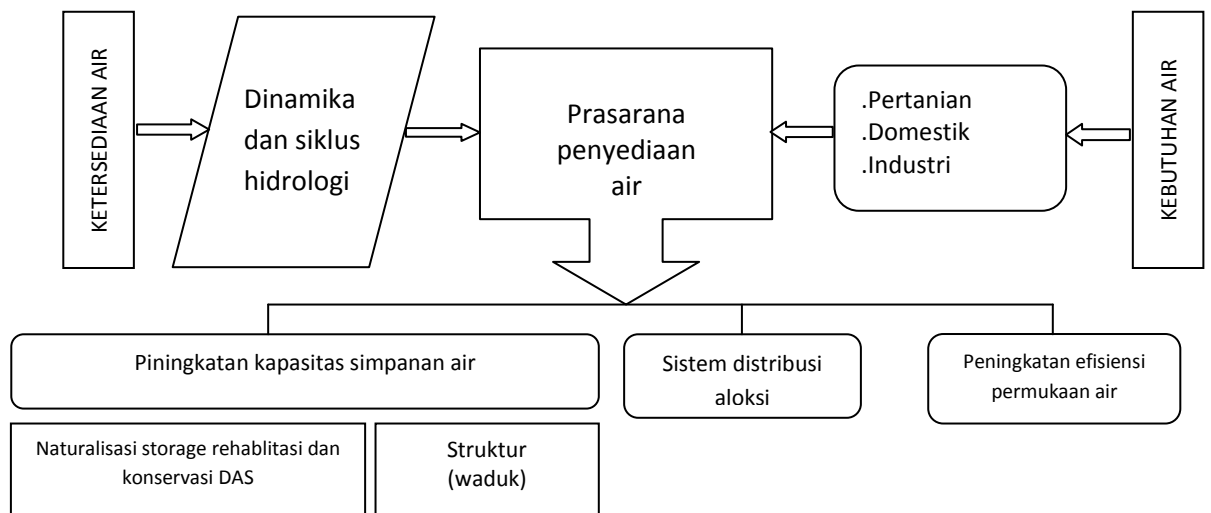 KETERSEDIAAN AIR
Dinamika
dan siklus
hidrologi
Prasarana
penyediaan
air
.Pertanian
.Domestik
.Industri
KEBUTUHAN AIR
Piningkatan kapasitas simpanan air
Sistem distribusi
aloksi
Peningkatan efisiensi
permukaan air
Naturalisasi storage rehablitasi dan
konservasi DAS
Struktur
(waduk)